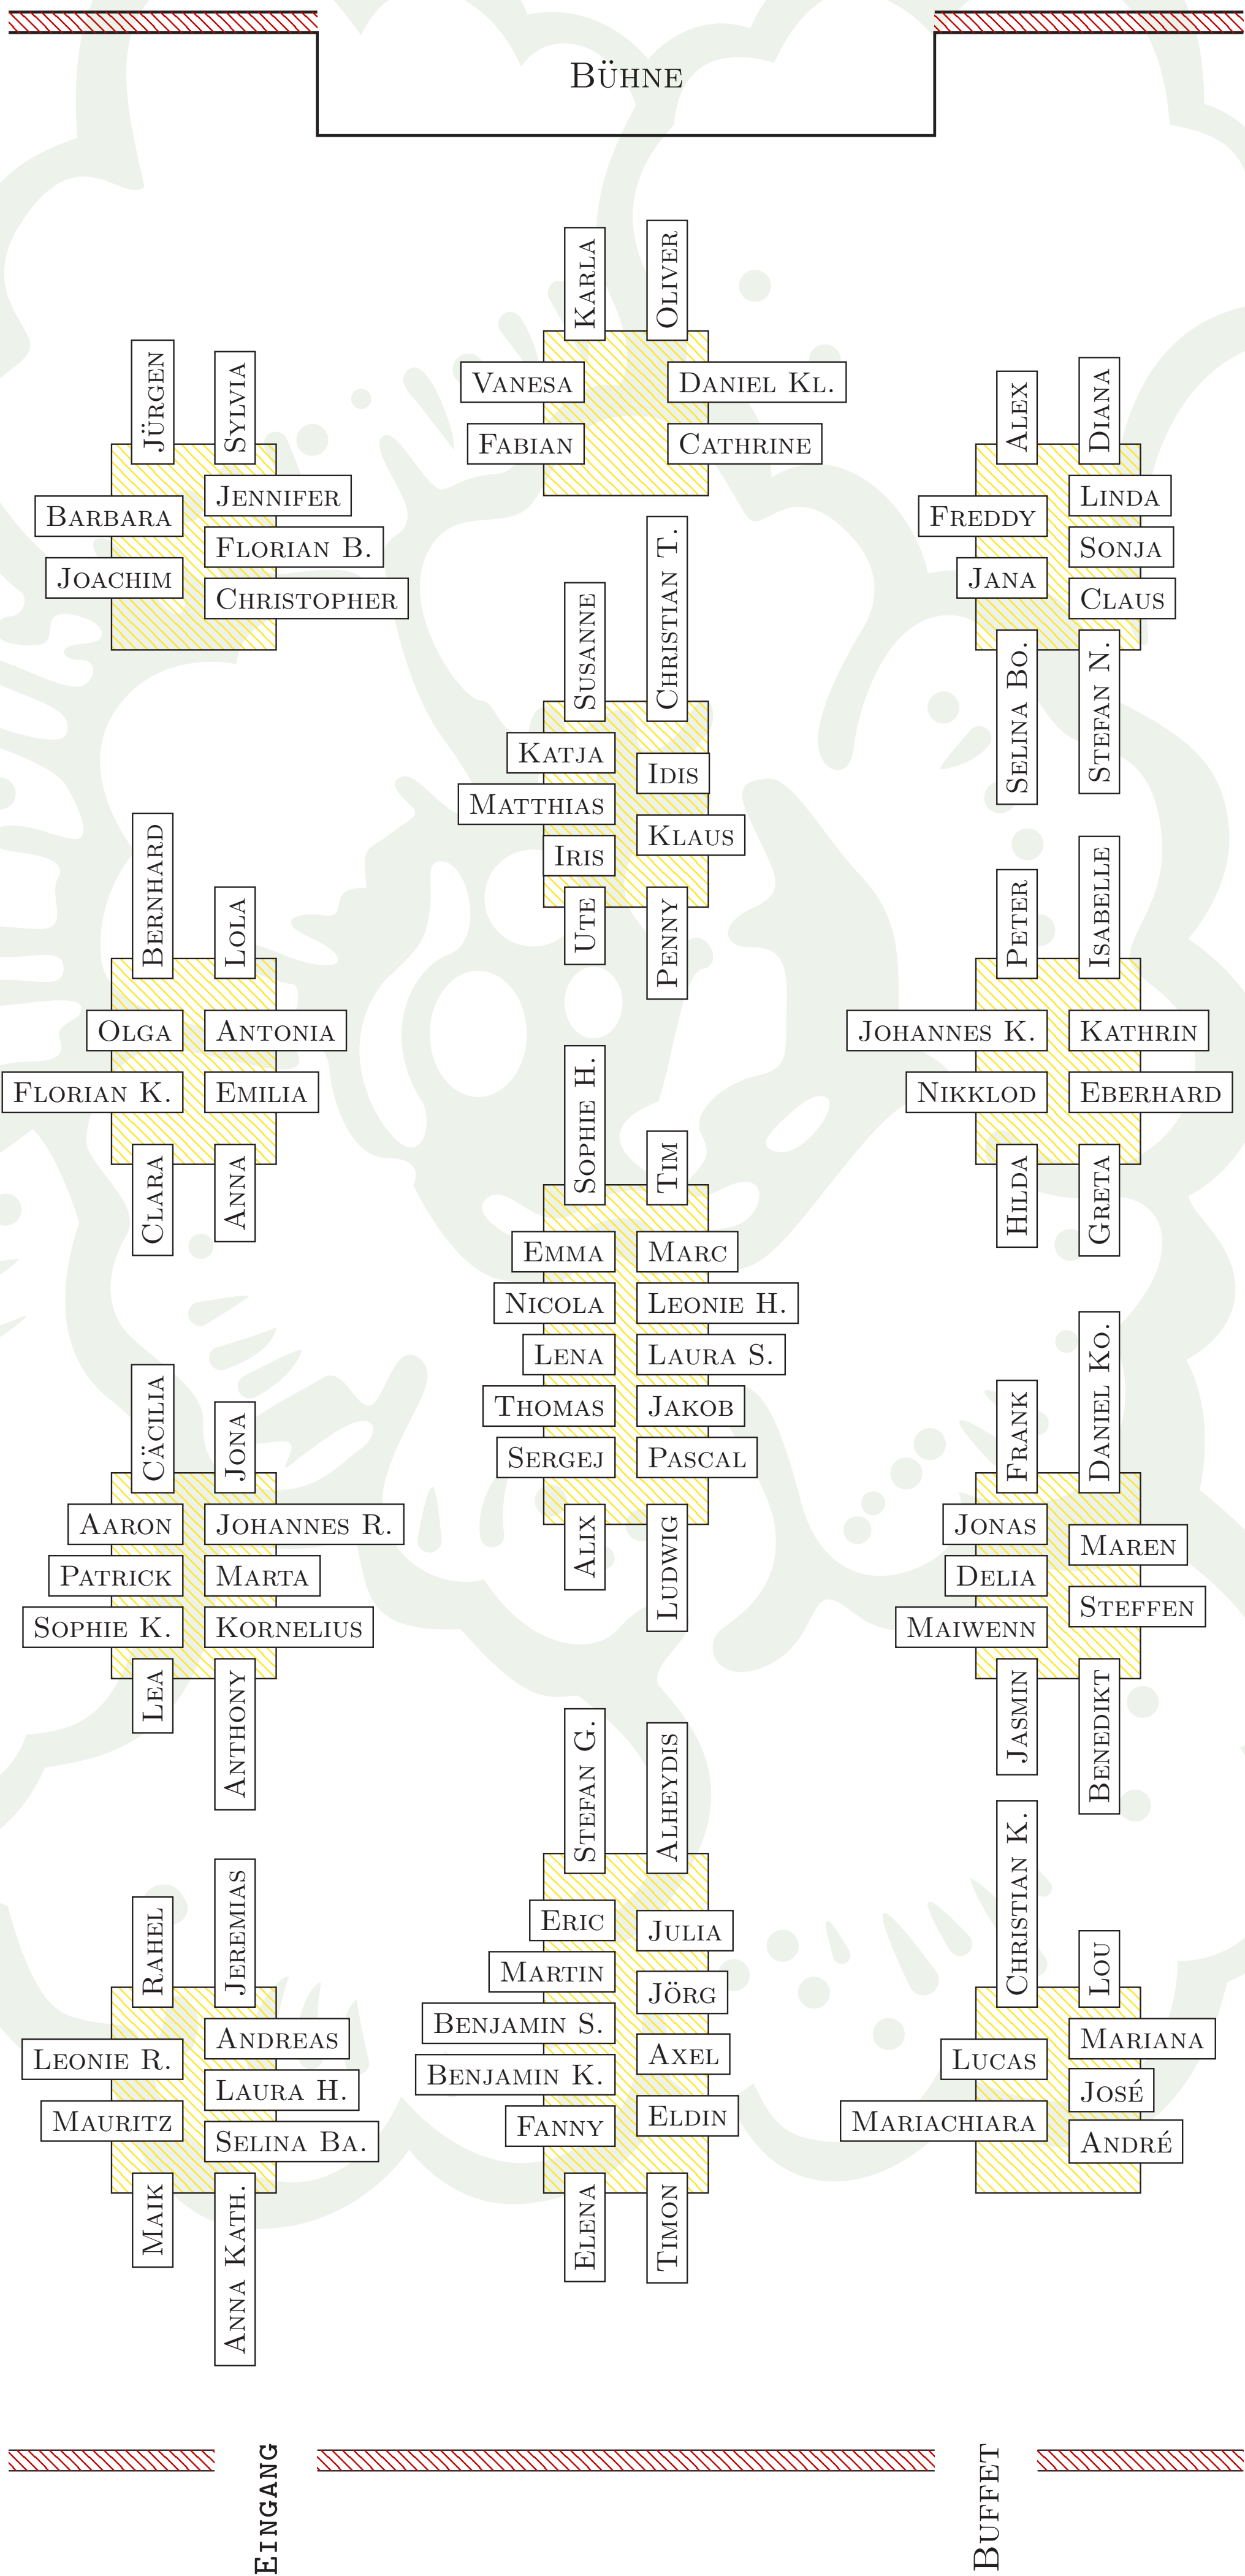 BÜHNE
KARLA
OLIVER
VANESA
DANIEL KL.
FABIAN
CATHRINE
JÜRGEN
SYLVIA
BARBARA
JENNIFER
FLORIAN B.
JOACHIM
CHRISTOPHER
ALEX
DIANA
FREDDY
LINDA
SONJA
JANA
CLAUS
SELINA BO.
STEFAN N.
SUSANNE
CHRISTIAN T.
KATJA
IDIS
MATTHIAS
KLAUS
IRIS
UTE
PENNY
BERNHARD
LOLA
OLGA
ANTONIA
FLORIAN K.
EMILIA
CLARA
ANNA
PETER
ISABELLE
JOHANNES K.
KATHRIN
NIKKLOD
EBERHARD
HILDA
GRETA
SOPHIE H.
TIM
EMMA
MARC
NICOLA
LEONIE H.
LENA
LAURA S.
THOMAS
JAKOB
SERGEJ
PASCAL
ALIX
LUDWIG
CÄCILIA
JONA
AARON
JOHANNES R.
PATRICK
MARTA
SOPHIE K.
KORNELIUS
LEA
ANTHONY
FRANK
DANIEL KO.
JONAS
MAREN
DELIA
STEFFEN
MAIWENN
JASMIN
BENEDIKT
STEFAN G.
ALHEYDIS
ERIC
JULIA
MARTIN
JÖRG
BENJAMIN S.
AXEL
BENJAMIN K.
ELDIN
FANNY
ELENA
TIMON
RAHEL
JEREMIAS
LEONIE R.
ANDREAS
LAURA H.
MAURITZ
SELINA BA.
MAIK
ANNA KATH.
CHRISTIAN K.
LOU
LUCAS
MARIANA
JOSÉ
MARIACHIARA
ANDRÉ
EINGANG
BUFFET